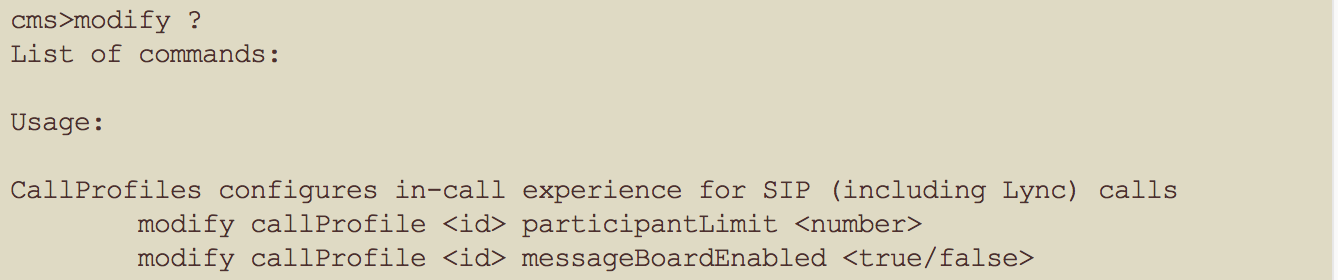 cms>modify ?
List of commands:
Usage:
CallProfiles configures in-call experience for SIP (including Lync) calls
modify callProfile <id> participantLimit <number>
modify callProfile <id> messageBoardEnabled <true/false>